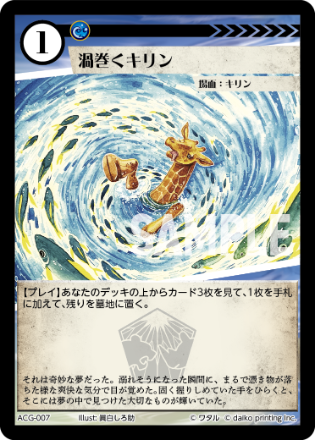 1
渦巻くキリン
場面：キリン
SAMPLE
【プレイ】あなたのデッキの上からカード3枚を見て、1枚を手札
に加えて、残りを墓地に置く。
それは奇妙な夢だった。溺れそうになった瞬間に、まるで憑き物が落ち
た様な爽快な気分で目が覚めた。固く握りしめていた手をひらくと、そ
こには夢の中で見つけた大切なものが輝いていた。
ACG-007 Illust: 眞白しろ助 © ワタル © daiko printing inc.